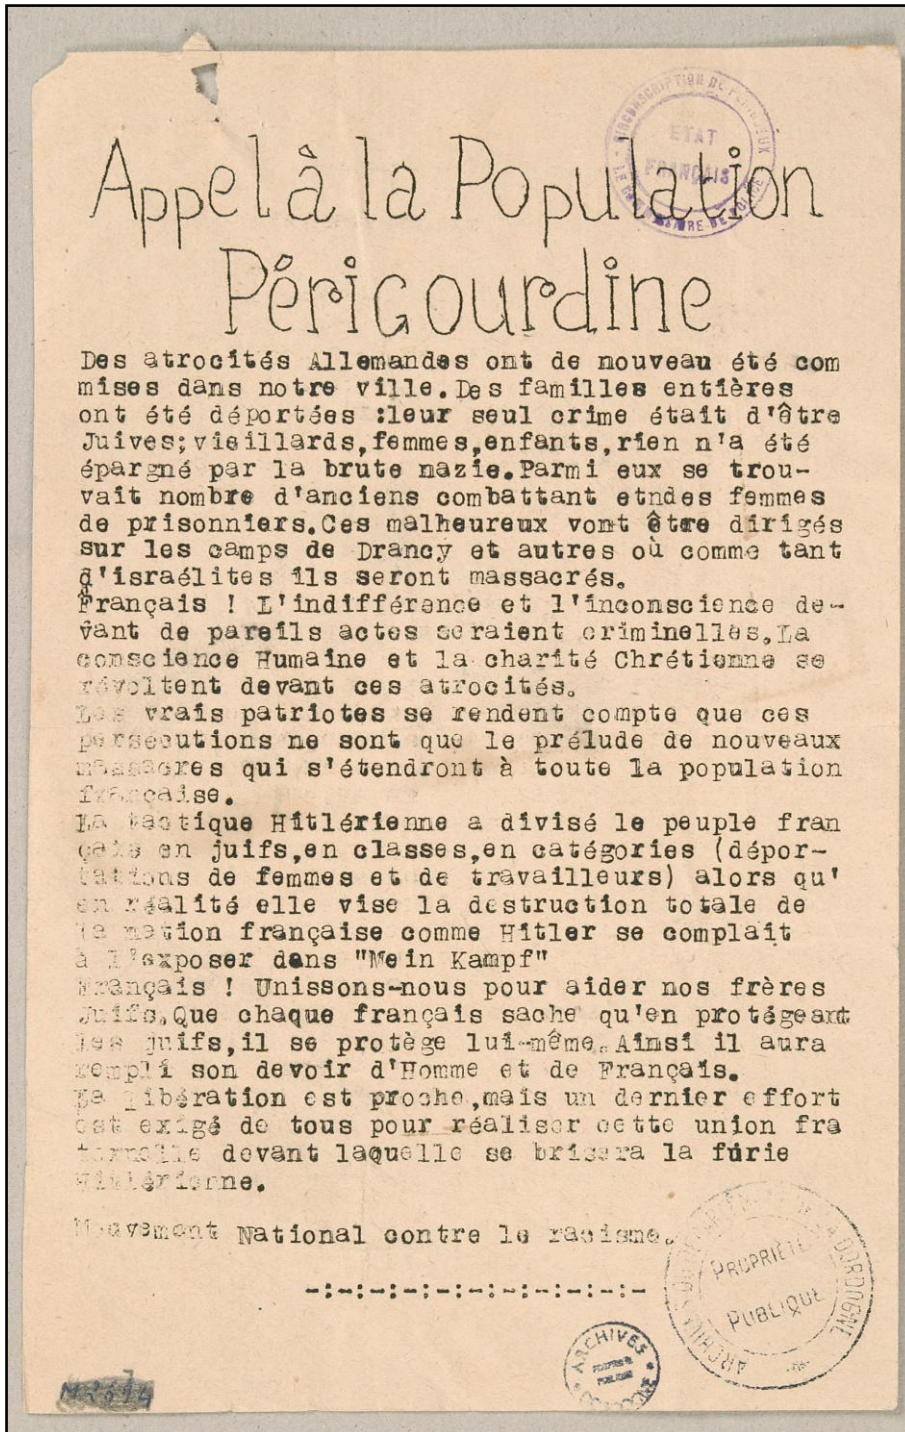 Appel à la Population
Périgourdine
CIRCONSCRIPTION DE PÉRIGUEUX
ETAT
FRANÇAIS
Des atrocités Allemandes ont de nouveau été com
mises dans notre ville.Des familles entières
ont été déportées :leur seul crime était d'être
Juives;vieillards,femmes,enfants,rien n'a été
épargné par la brute nazie.Parmi eux se trou-
vait nombre d'anciens combattant etndes femmes
de prisonniers.Ces malheureux vont être dirigés
sur les camps de Drancy et autres où comme tant
d'israélites ils seront massacrés.
Français ! L'indifférence et l'inconscience de-
vant de pareils actes seraient criminelles.La
conscience Humaine et la charité Chrétienne se
révoltent devant ces atrocités.
Les vrais patriotes se rendent compte que ces
persecutions ne sont que le prélude de nouveaux
massacres qui s'étendront à toute la population
française.
La tactique Hitlérienne a divisé le peuple fran
çais en juifs,en classes,en catégories (dépor-
tations de femmes et de travailleurs) alors qu'
en réalité elle vise la destruction totale de
la nation française comme Hitler se complait
à l'exposer dans "Mein Kampf"
Français ! Unissons-nous pour aider nos frères
Juifs.Que chaque français sache qu'en protégeant
les juifs,il se protège lui-même.Ainsi il aura
rempli son devoir d'Homme et de Français.
La libération est proche,mais un dernier effort
est exigé de tous pour réaliser cette union fra
ternelle devant laquelle se brisera la furie
Hitlérienne.
Mouvement National contre le racisme.
-:-:-:-:-:-:-:-:-:-:-
PROPRIÉTÉ
PUBLIQUE
ARCHIVES DORDOGNE
ARCHIVES